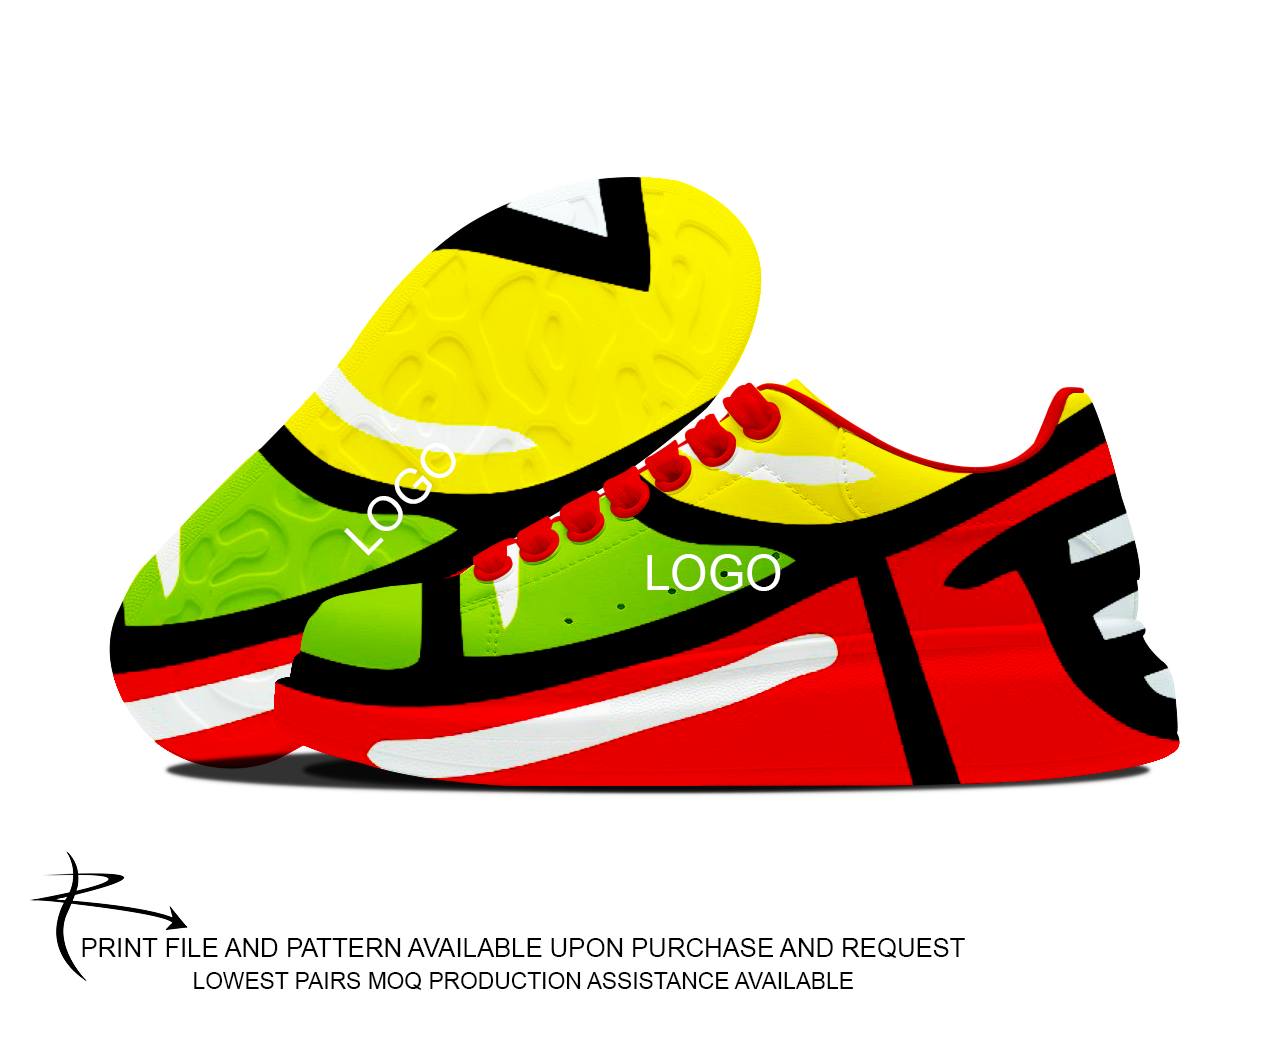 LOGO
LOGO
PRINT FILE AND PATTERN AVAILABLE UPON PURCHASE AND REQUEST
LOWEST PAIRS MOQ PRODUCTION ASSISTANCE AVAILABLE